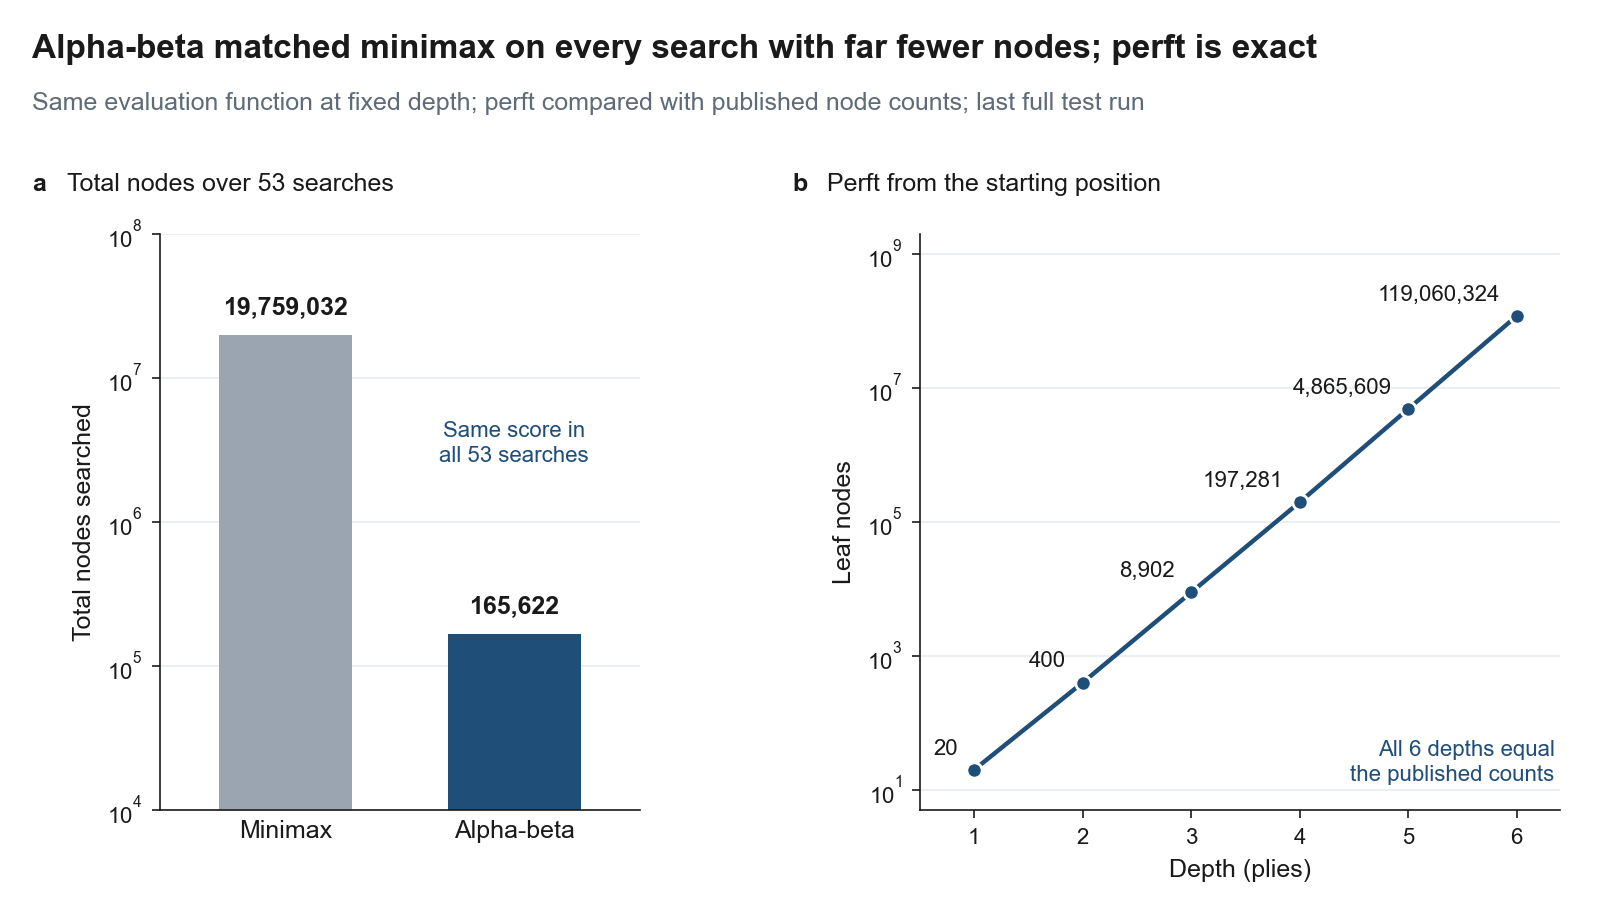 Alpha-beta matched minimax on every search with far fewer nodes; perft is exact
Same evaluation function at fixed depth; perft compared with published node counts; last full test run
a Total nodes over 53 searches
10^8
10^7
10^6
10^5
10^4
Total nodes searched
19,759,032
165,622
Same score in
all 53 searches
Minimax
Alpha-beta
b Perft from the starting position
10^9
10^7
10^5
10^3
10^1
Leaf nodes
119,060,324
4,865,609
197,281
8,902
400
20
All 6 depths equal
the published counts
1 2 3 4 5 6
Depth (plies)